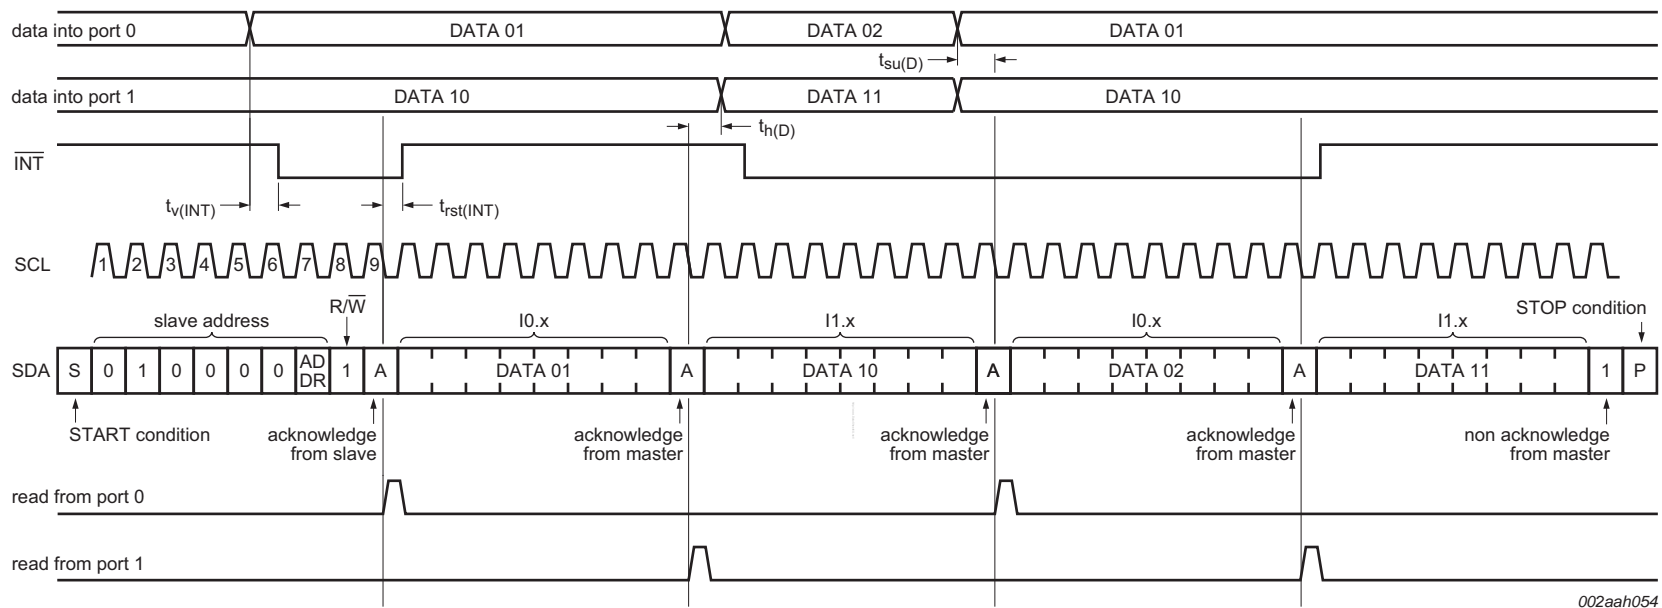 data into port 0
DATA 01
DATA 02
DATA 01
tsu(D)
data into port 1
DATA 10
DATA 11
DATA 10
th(D)
INT
tv(INT)
trst(INT)
SCL
1 2 3 4 5 6 7 8 9
R/W
STOP condition
slave address
I0.x
I1.x
I0.x
I1.x
SDA
S 0 1 0 0 0 0 AD
DR 1 A DATA 01 A DATA 10 A DATA 02 A DATA 11 1 P
START condition
acknowledge
from slave
acknowledge
from master
acknowledge
from master
acknowledge
from master
non acknowledge
from master
read from port 0
read from port 1
002aah054